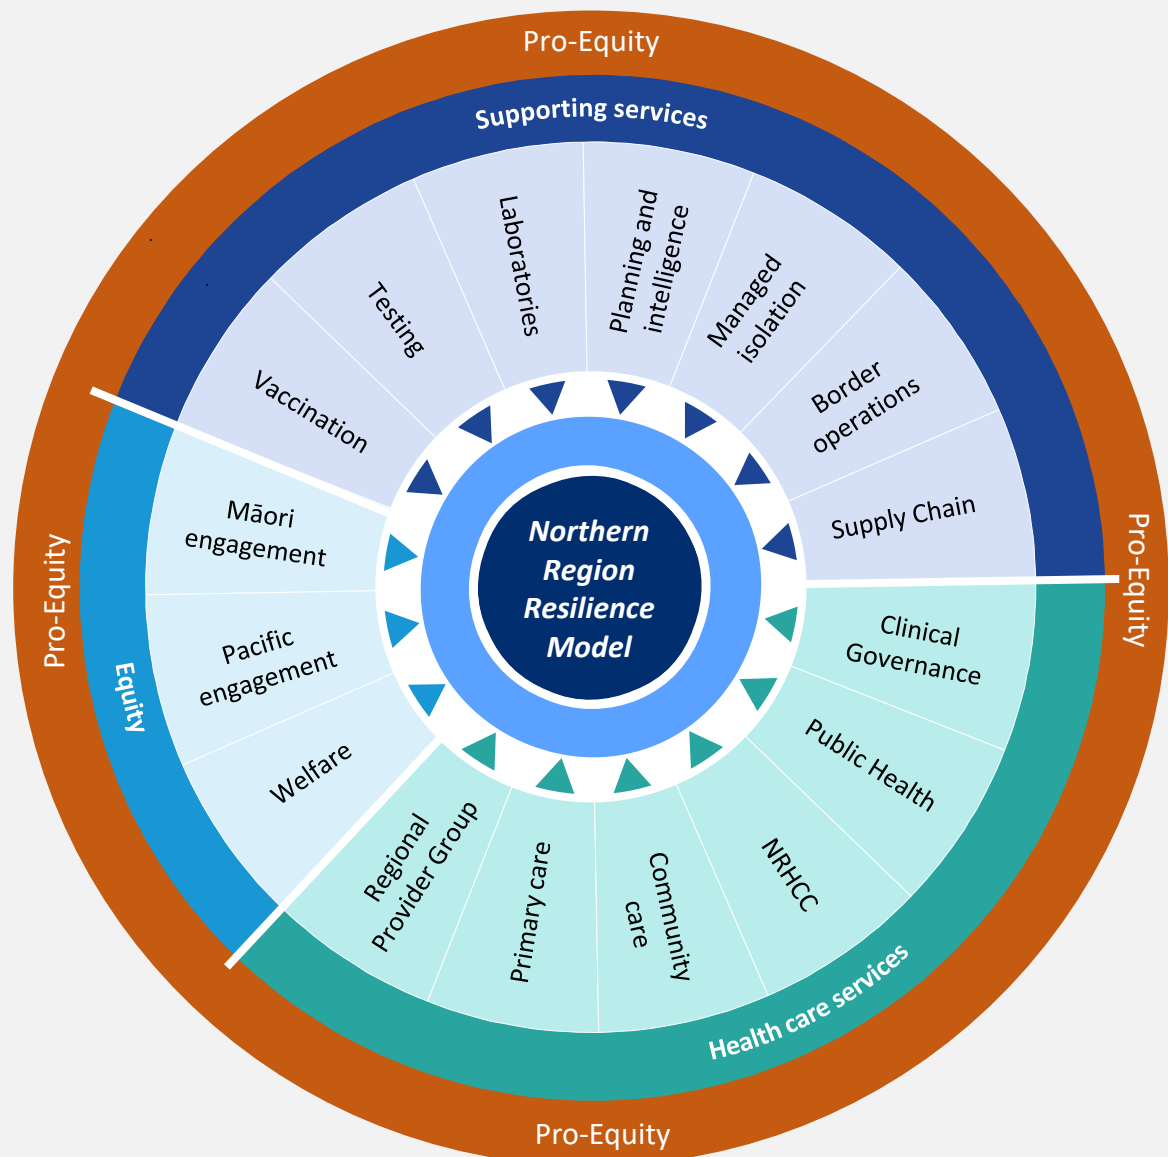 Pro-Equity
Supporting services
Laboratories
Planning and
intelligence
Managed
isolation
Border
operations
Supply Chain
Testing
Vaccination
Māori
engagement
Pacific
engagement
Welfare
Equity
Pro-Equity
Northern
Region
Resilience
Model
Pro-Equity
Clinical
Governance
Public Health
NRHCC
Community
care
Primary care
Regional
Provider Group
Health care services
Pro-Equity